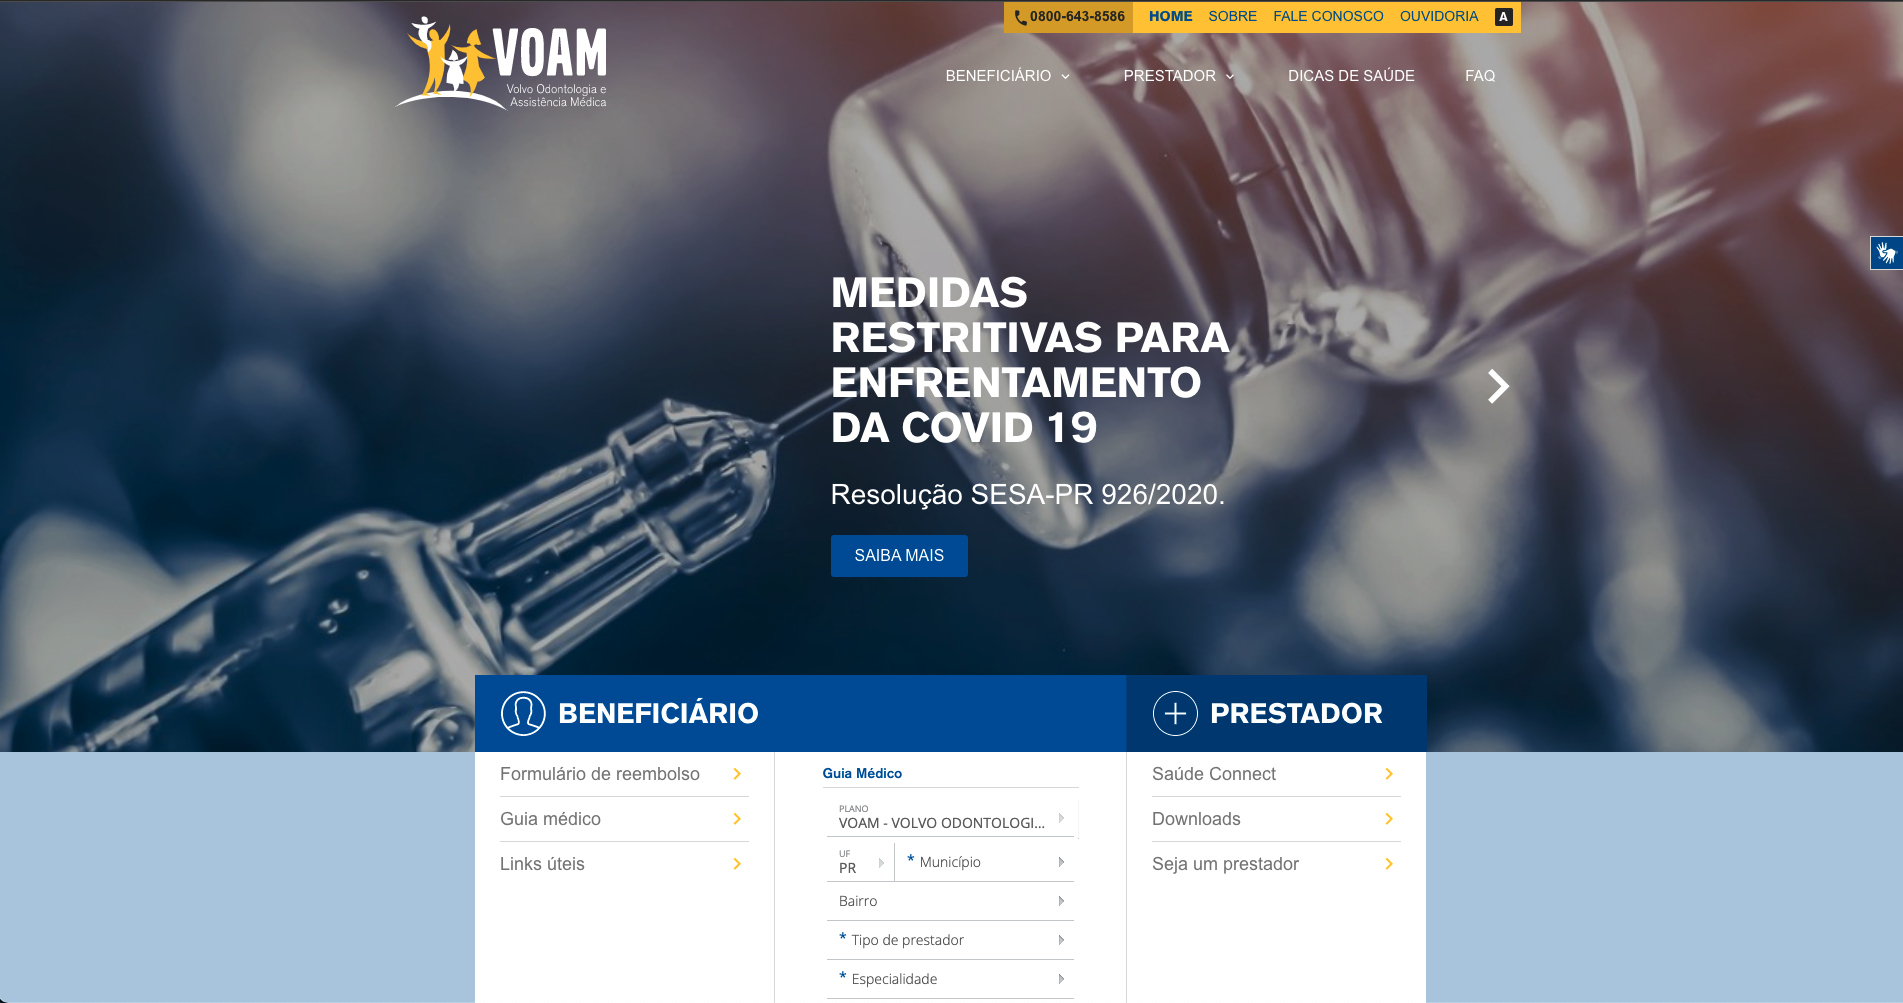 0800-643-8586 HOME SOBRE FALE CONOSCO OUVIDORIA A
VOAM
Volvo Odontologia e
Assistência Médica
BENEFICIÁRIO PRESTADOR DICAS DE SAÚDE FAQ
MEDIDAS
RESTRITIVAS PARA
ENFRENTAMENTO
DA COVID 19
Resolução SESA-PR 926/2020.
SAIBA MAIS
BENEFICIÁRIO
Formulário de reembolso
Guia médico
Links úteis
Guia Médico
PLANO
VOAM - VOLVO ODONTOLOGI...
UF
PR
* Município
Bairro
* Tipo de prestador
* Especialidade
PRESTADOR
Saúde Connect
Downloads
Seja um prestador